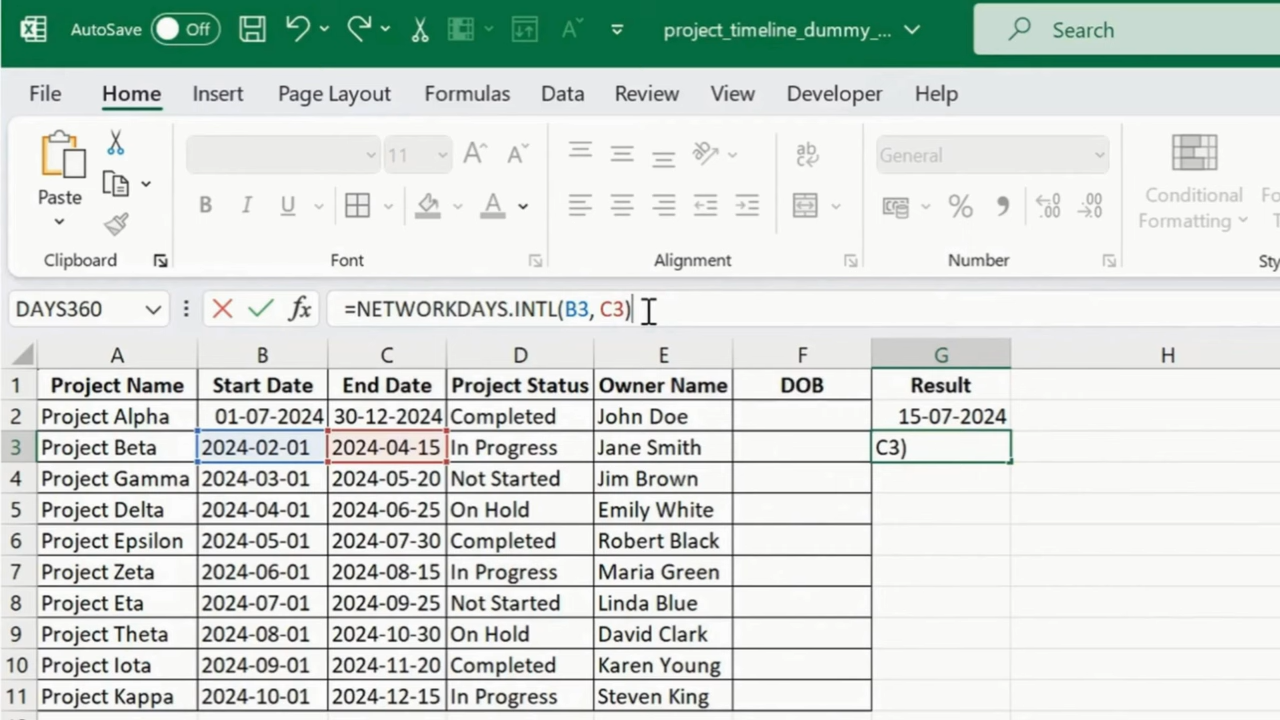 AutoSave Off project_timeline_dummy_... Search
File Home Insert Page Layout Formulas Data Review View Developer Help
11 General
Paste
Conditional
Formatting
Clipboard Font Alignment Number
DAYS360 fx =NETWORKDAYS.INTL(B3, C3)
A B C D E F G H
1 Project Name Start Date End Date Project Status Owner Name DOB Result
2 Project Alpha 01-07-2024 30-12-2024 Completed John Doe 15-07-2024
3 Project Beta 2024-02-01 2024-04-15 In Progress Jane Smith C3)
4 Project Gamma 2024-03-01 2024-05-20 Not Started Jim Brown
5 Project Delta 2024-04-01 2024-06-25 On Hold Emily White
6 Project Epsilon 2024-05-01 2024-07-30 Completed Robert Black
7 Project Zeta 2024-06-01 2024-08-15 In Progress Maria Green
8 Project Eta 2024-07-01 2024-09-25 Not Started Linda Blue
9 Project Theta 2024-08-01 2024-10-30 On Hold David Clark
10 Project Iota 2024-09-01 2024-11-20 Completed Karen Young
11 Project Kappa 2024-10-01 2024-12-15 In Progress Steven King